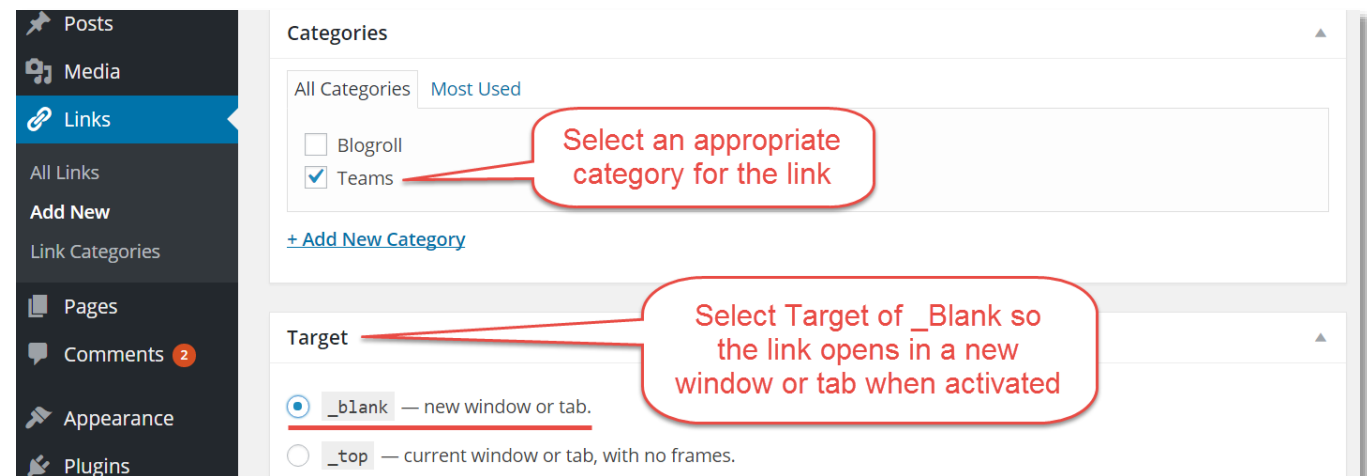 Posts
Media
Links
All Links
Add New
Link Categories
Pages
Comments 2
Appearance
Plugins
Categories
All Categories Most Used
Blogroll
Teams
Select an appropriate
category for the link
+ Add New Category
Target
Select Target of _Blank so
the link opens in a new
window or tab when activated
_blank — new window or tab.
_top — current window or tab, with no frames.